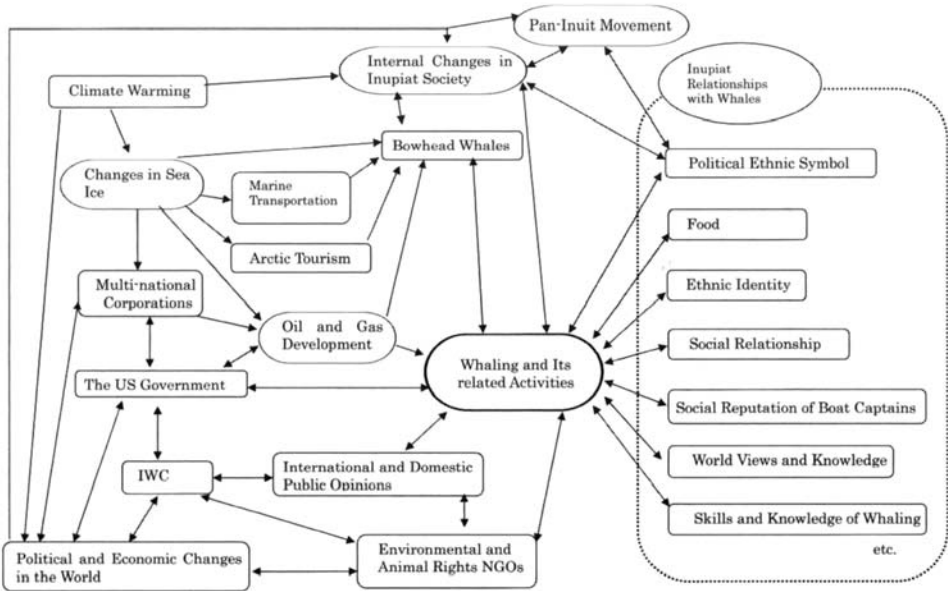 Pan-Inuit Movement
Internal Changes in
Inupiat Society
Inupiat
Relationships
with Whales
Climate Warming
Bowhead Whales
Political Ethnic Symbol
Changes in Sea
Ice
Marine
Transportation
Food
Arctic Tourism
Multi-national
Corporations
Ethnic Identity
Oil and Gas
Development
Social Relationship
Whaling and Its
related Activities
The US Government
Social Reputation of Boat Captains
IWC
International and Domestic
Public Opinions
World Views and Knowledge
Skills and Knowledge of Whaling
etc.
Political and Economic Changes
in the World
Environmental and
Animal Rights NGOs